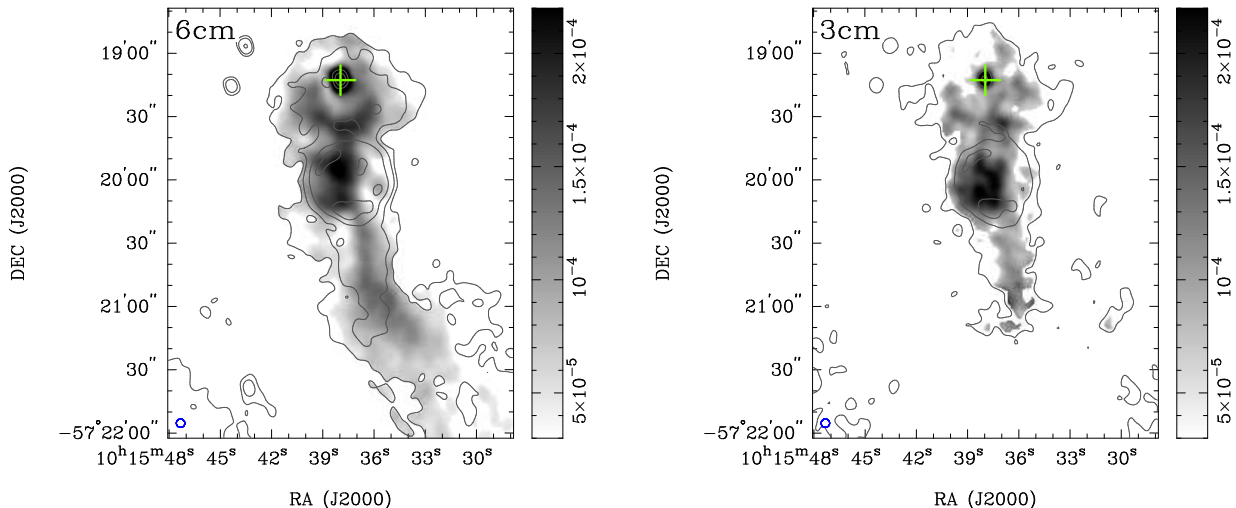 6cm
19′00″
30″
20′00″
30″
21′00″
30″
−57°22′00″
10ʰ15ᵐ48ˢ 45ˢ 42ˢ 39ˢ 36ˢ 33ˢ 30ˢ
RA (J2000)
DEC (J2000)
5×10⁻⁵
10⁻⁴
1.5×10⁻⁴
2×10⁻⁴
3cm
19′00″
30″
20′00″
30″
21′00″
30″
−57°22′00″
10ʰ15ᵐ48ˢ 45ˢ 42ˢ 39ˢ 36ˢ 33ˢ 30ˢ
RA (J2000)
DEC (J2000)
5×10⁻⁵
10⁻⁴
1.5×10⁻⁴
2×10⁻⁴